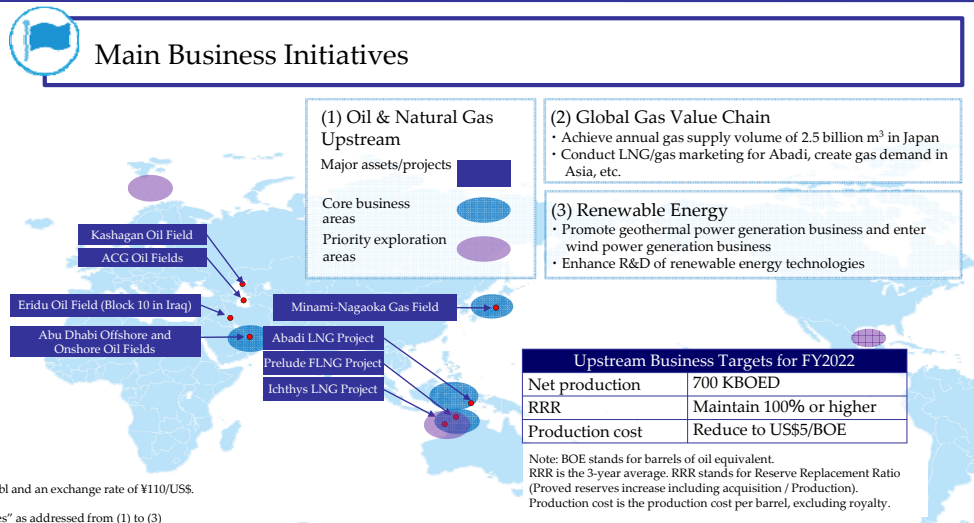 Main Business Initiatives
(1) Oil & Natural Gas
Upstream
Major assets/projects
Core business
areas
Priority exploration
areas
(2) Global Gas Value Chain
・Achieve annual gas supply volume of 2.5 billion m³ in Japan
・Conduct LNG/gas marketing for Abadi, create gas demand in
Asia, etc.
(3) Renewable Energy
・Promote geothermal power generation business and enter
wind power generation business
・Enhance R&D of renewable energy technologies
Kashagan Oil Field
ACG Oil Fields
Eridu Oil Field (Block 10 in Iraq)
Abu Dhabi Offshore and
Onshore Oil Fields
Minami-Nagaoka Gas Field
Abadi LNG Project
Prelude FLNG Project
Ichthys LNG Project
Upstream Business Targets for FY2022
Net production 700 KBOED
RRR Maintain 100% or higher
Production cost Reduce to US$5/BOE
Note: BOE stands for barrels of oil equivalent.
RRR is the 3-year average. RRR stands for Reserve Replacement Ratio
(Proved reserves increase including acquisition / Production).
Production cost is the production cost per barrel, excluding royalty.
bl and an exchange rate of ¥110/US$.
es” as addressed from (1) to (3)